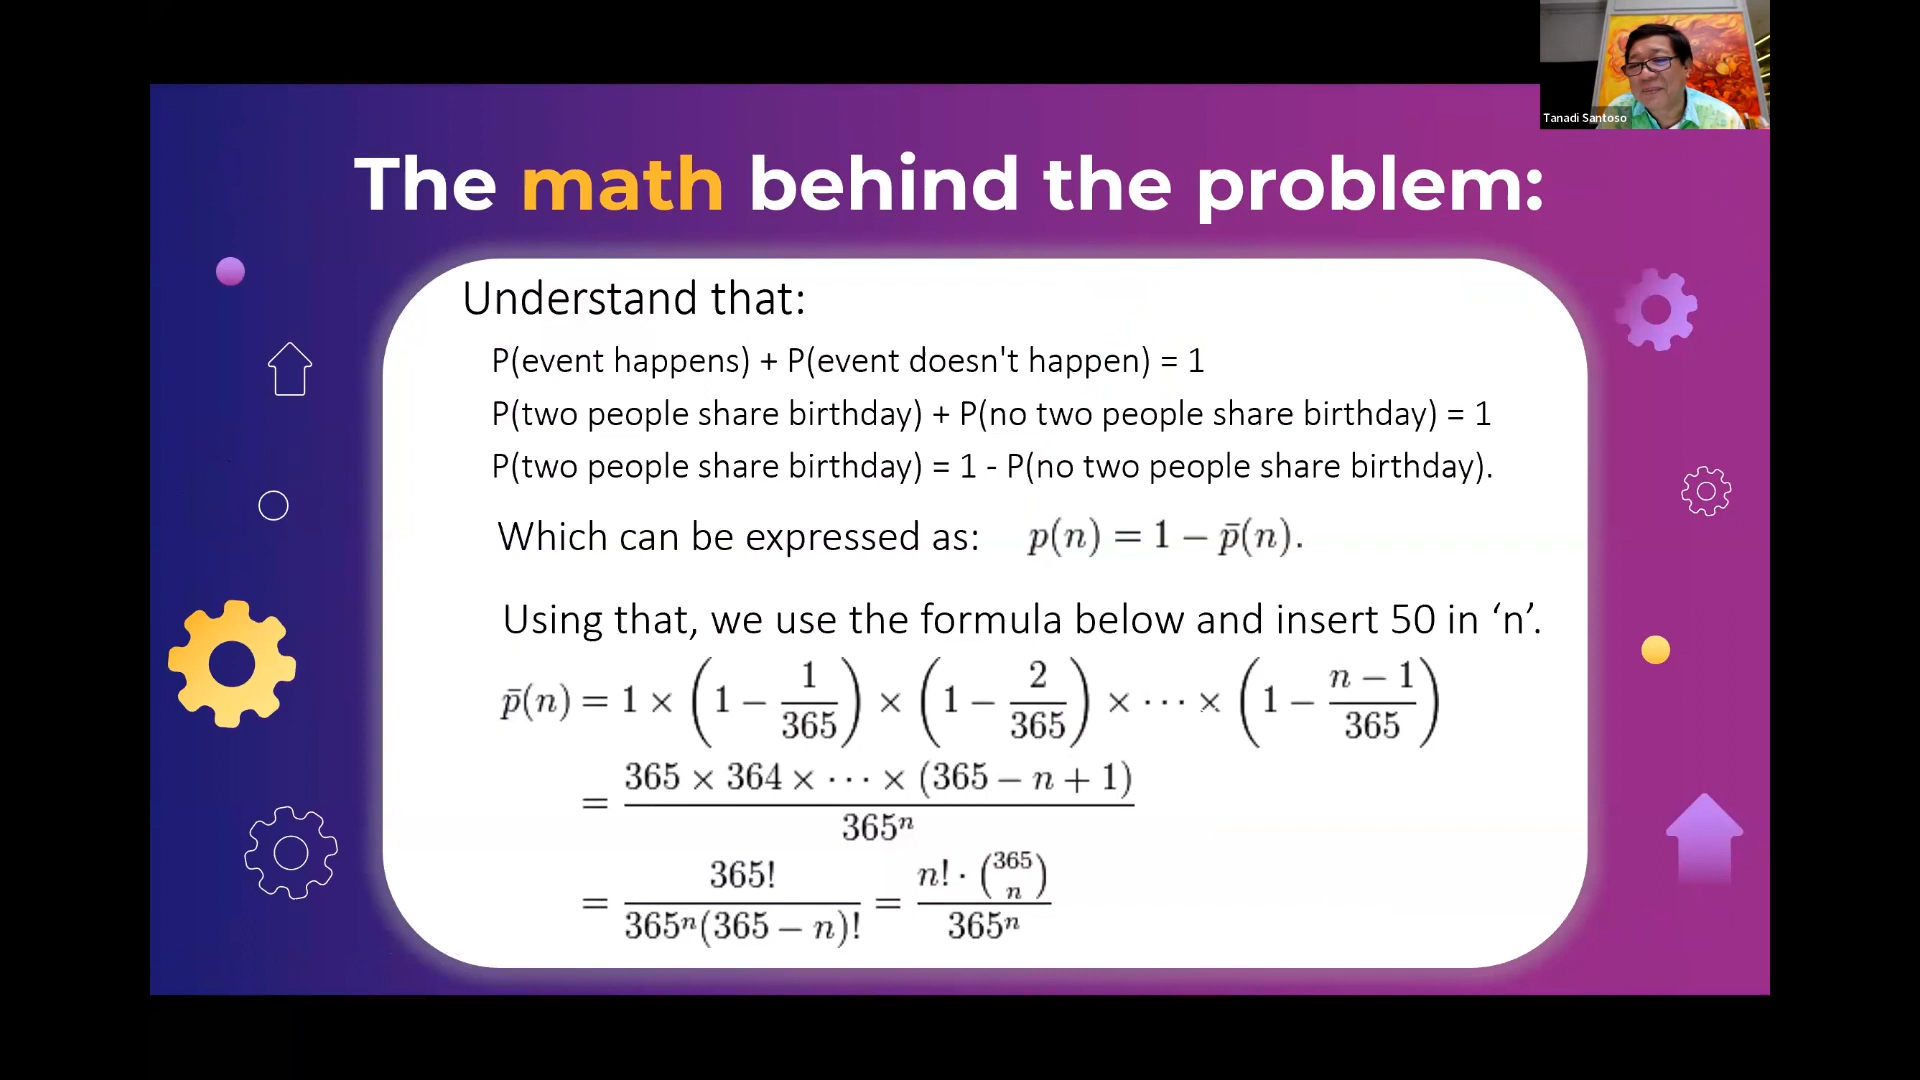 Tanadi Santoso
The math behind the problem:
Understand that:
P(event happens) + P(event doesn't happen) = 1
P(two people share birthday) + P(no two people share birthday) = 1
P(two people share birthday) = 1 - P(no two people share birthday).
Which can be expressed as: p(n) = 1 − p̄(n).
Using that, we use the formula below and insert 50 in ‘n’.
p̄(n) = 1 × (1 − 1/365) × (1 − 2/365) × ⋯ × (1 − (n − 1)/365)
= (365 × 364 × ⋯ × (365 − n + 1))/365ⁿ
= 365!/(365ⁿ(365 − n)!) = (n! · (365 n))/365ⁿ